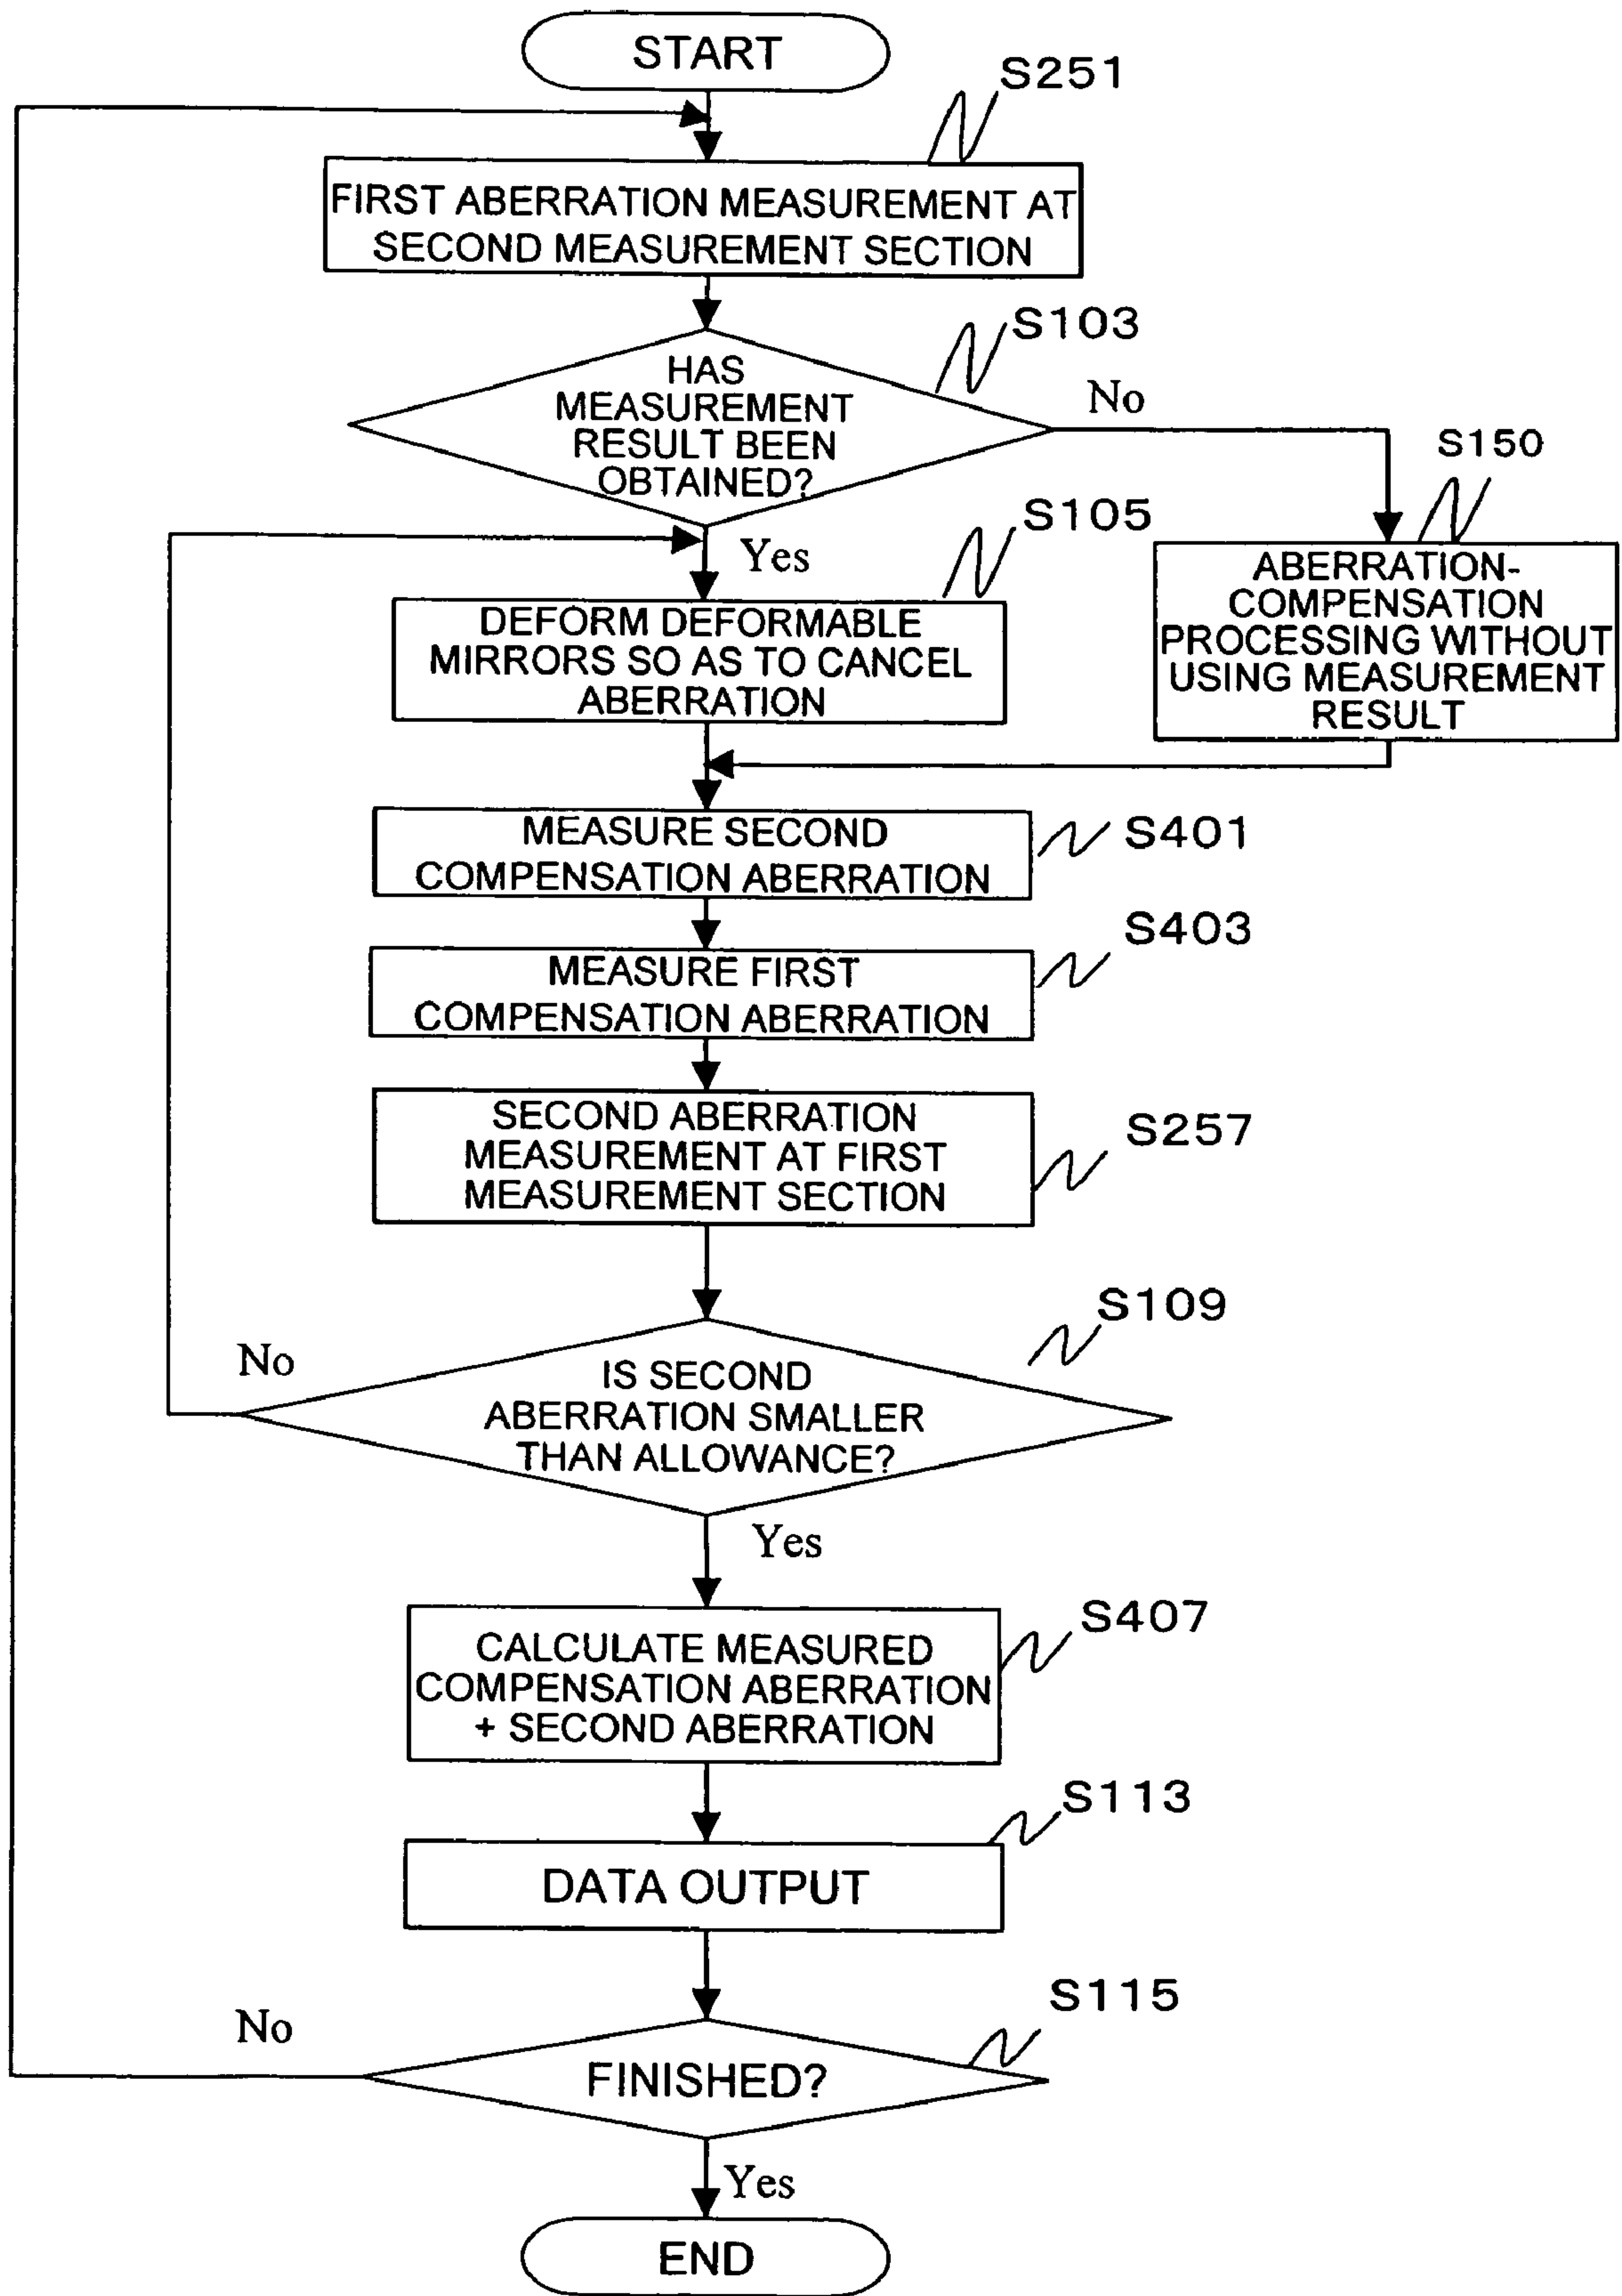 START
S251
FIRST ABERRATION MEASUREMENT AT
SECOND MEASUREMENT SECTION
S103
HAS
MEASUREMENT
RESULT BEEN
OBTAINED?
No
S150
Yes
S105
ABERRATION-
COMPENSATION
PROCESSING WITHOUT
USING MEASUREMENT
RESULT
DEFORM DEFORMABLE
MIRRORS SO AS TO CANCEL
ABERRATION
MEASURE SECOND
COMPENSATION ABERRATION
S401
MEASURE FIRST
COMPENSATION ABERRATION
S403
SECOND ABERRATION
MEASUREMENT AT FIRST
MEASUREMENT SECTION
S257
S109
No
IS SECOND
ABERRATION SMALLER
THAN ALLOWANCE?
Yes
S407
CALCULATE MEASURED
COMPENSATION ABERRATION
+ SECOND ABERRATION
S113
DATA OUTPUT
S115
No
FINISHED?
Yes
END